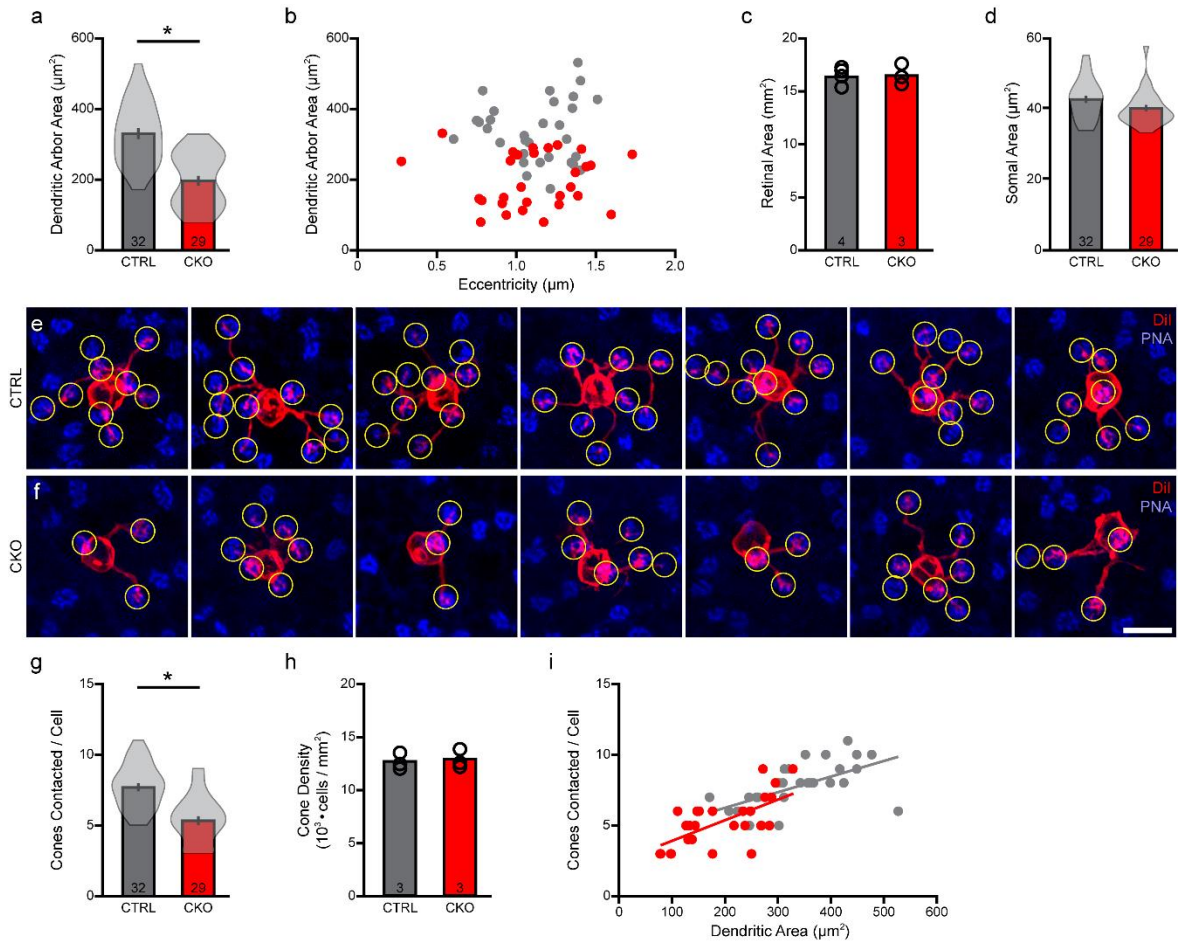 a
*
Dendritic Arbor Area (µm²)
600
400
200
0
32
29
CTRL
CKO
b
Dendritic Arbor Area (µm²)
600
400
200
0
0
0.5
1.0
1.5
2.0
Eccentricity (µm)
c
Retinal Area (mm²)
20
15
10
5
0
4
3
CTRL
CKO
d
Somal Area (µm²)
60
40
20
0
32
29
CTRL
CKO
e
CTRL
DiI
PNA
f
CKO
DiI
PNA
g
*
Cones Contacted / Cell
15
10
5
0
32
29
CTRL
CKO
h
Cone Density
(10³•cells / mm²)
20
15
10
5
0
3
3
CTRL
CKO
i
Cones Contacted / Cell
15
10
5
0
0
100
200
300
400
500
600
Dendritic Area (µm²)